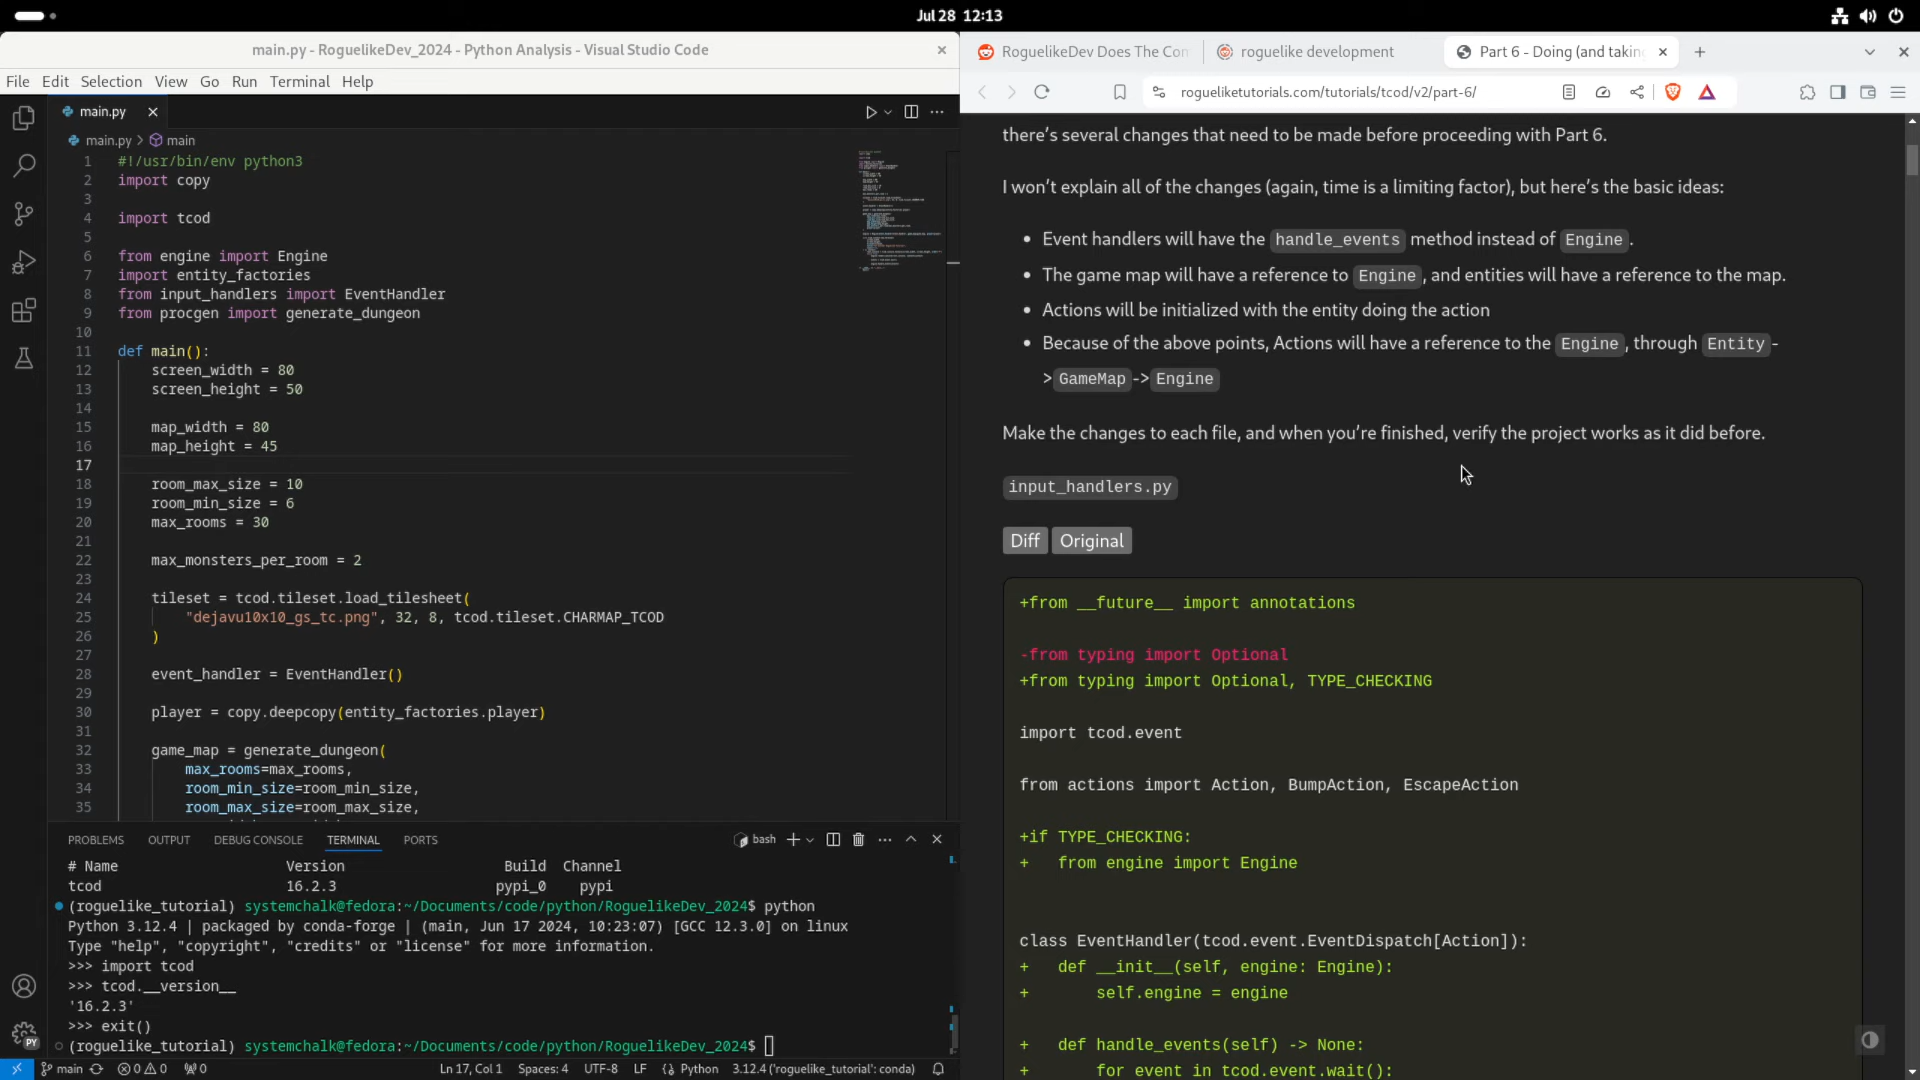 Jul 28 12:13
main.py - RoguelikeDev_2024 - Python Analysis - Visual Studio Code
File Edit Selection View Go Run Terminal Help
main.py
main.py > main
1 #!/usr/bin/env python3
2 import copy
3
4 import tcod
5
6 from engine import Engine
7 import entity_factories
8 from input_handlers import EventHandler
9 from procgen import generate_dungeon
10
11 def main():
12 screen_width = 80
13 screen_height = 50
14
15 map_width = 80
16 map_height = 45
17
18 room_max_size = 10
19 room_min_size = 6
20 max_rooms = 30
21
22 max_monsters_per_room = 2
23
24 tileset = tcod.tileset.load_tilesheet(
25 "dejavu10x10_gs_tc.png", 32, 8, tcod.tileset.CHARMAP_TCOD
26 )
27
28 event_handler = EventHandler()
29
30 player = copy.deepcopy(entity_factories.player)
31
32 game_map = generate_dungeon(
33 max_rooms=max_rooms,
34 room_min_size=room_min_size,
35 room_max_size=room_max_size,
PROBLEMS OUTPUT DEBUG CONSOLE TERMINAL PORTS
bash
# Name Version Build Channel
tcod 16.2.3 pypi_0 pypi
(roguelike_tutorial) systemchalk@fedora:~/Documents/code/python/RoguelikeDev_2024$ python
Python 3.12.4 | packaged by conda-forge | (main, Jun 17 2024, 10:23:07) [GCC 12.3.0] on linux
Type "help", "copyright", "credits" or "license" for more information.
>>> import tcod
>>> tcod.__version__
'16.2.3'
>>> exit()
(roguelike_tutorial) systemchalk@fedora:~/Documents/code/python/RoguelikeDev_2024$
PY
main 0 0 0 Ln 17, Col 1 Spaces: 4 UTF-8 LF Python 3.12.4 ('roguelike_tutorial': conda)
RoguelikeDev Does The Con roguelike development Part 6 - Doing (and takin
rogueliketutorials.com/tutorials/tcod/v2/part-6/
there’s several changes that need to be made before proceeding with Part 6.
I won’t explain all of the changes (again, time is a limiting factor), but here’s the basic ideas:
• Event handlers will have the handle_events method instead of Engine.
• The game map will have a reference to Engine, and entities will have a reference to the map.
• Actions will be initialized with the entity doing the action
• Because of the above points, Actions will have a reference to the Engine, through Entity-
>GameMap->Engine
Make the changes to each file, and when you’re finished, verify the project works as it did before.
input_handlers.py
Diff Original
+from __future__ import annotations
-from typing import Optional
+from typing import Optional, TYPE_CHECKING
import tcod.event
from actions import Action, BumpAction, EscapeAction
+if TYPE_CHECKING:
+ from engine import Engine
class EventHandler(tcod.event.EventDispatch[Action]):
+ def __init__(self, engine: Engine):
+ self.engine = engine
+ def handle_events(self) -> None:
+ for event in tcod.event.wait():